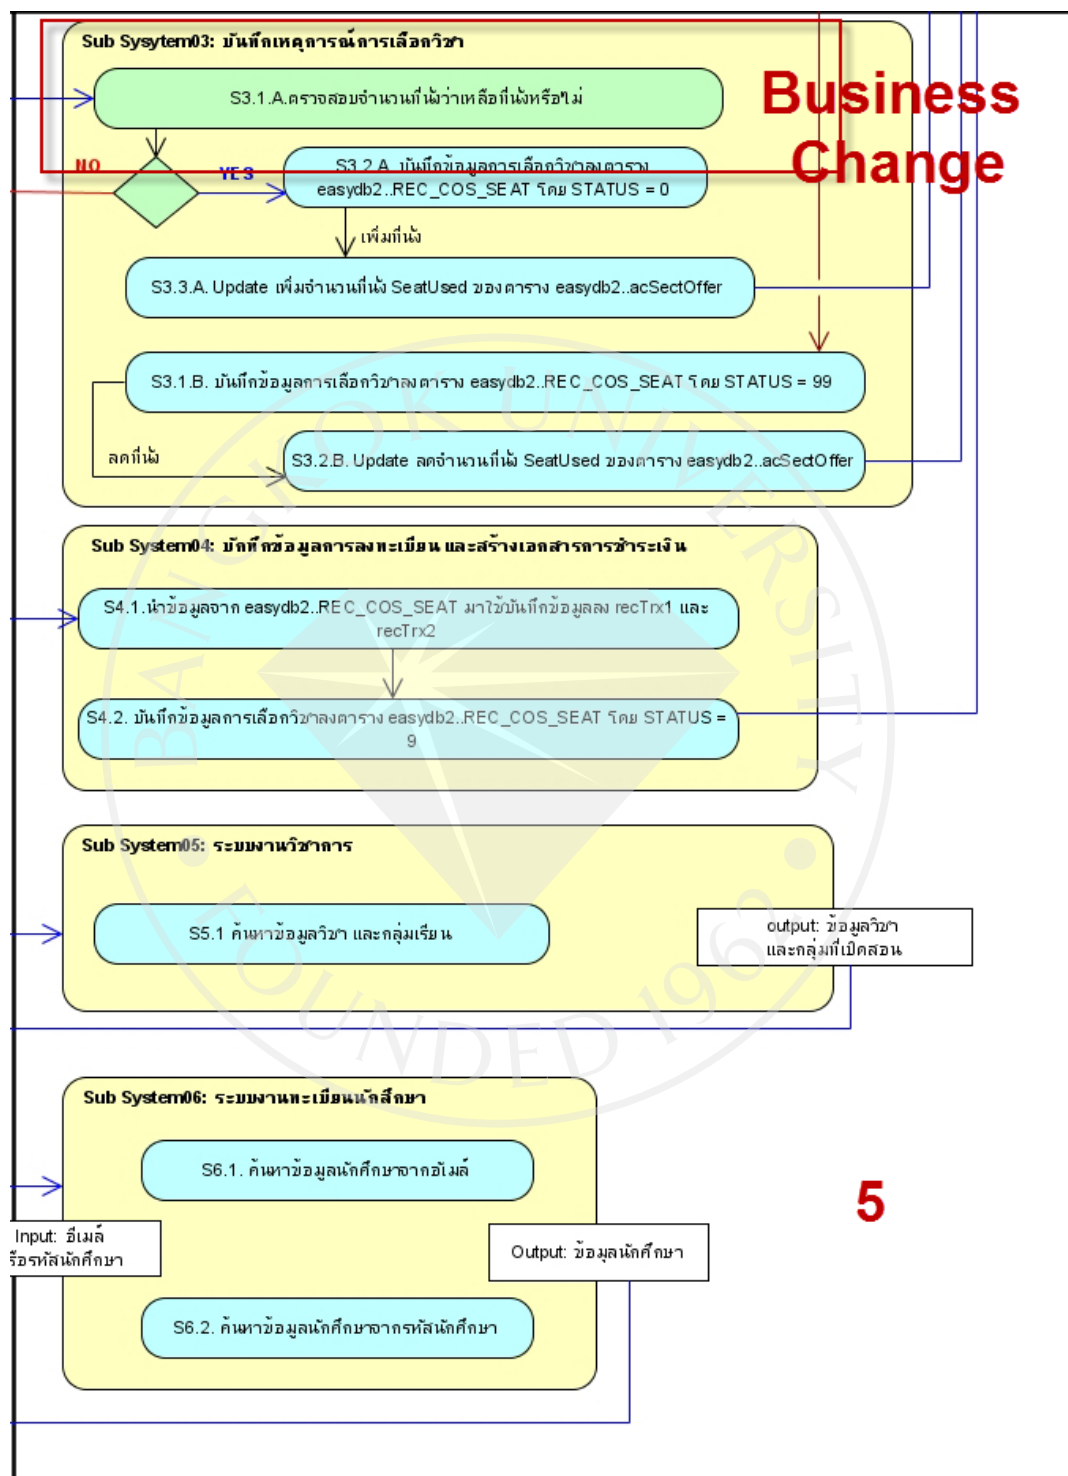 Sub Sysytem03: บันทึกเหตุการณ์การเลือกวิชา
S3.1.A.ตรวจสอบจำนวนที่นั่งว่าเหลือที่นั่งหรือไม่
Business
Change
NO
YES
S3.2.A. บันทึกข้อมูลการเลือกวิชาลงตาราง
easydb2..REC_COS_SEAT โดย STATUS = 0
เพิ่มที่นั่ง
S3.3.A. Update เพิ่มจำนวนที่นั่ง SeatUsed ของตาราง easydb2..acSectOffer
S3.1.B. บันทึกข้อมูลการเลือกวิชาลงตาราง easydb2..REC_COS_SEAT โดย STATUS = 99
ลดที่นั่ง
S3.2.B. Update ลดจำนวนที่นั่ง SeatUsed ของตาราง easydb2..acSectOffer
Sub System04: บักทึกข้อมูลการลงทะเบียน และสร้างเอกสารการชำระเงิน
S4.1.นำข้อมูลจาก easydb2..REC_COS_SEAT มาใช้บันทึกข้อมูลลง recTrx1 และ
recTrx2
S4.2. บันทึกข้อมูลการเลือกวิชาลงตาราง easydb2..REC_COS_SEAT โดย STATUS =
9
Sub System05: ระบบงานวิชาการ
S5.1 ค้นหาข้อมูลวิชา และกลุ่มเรียน
output: ข้อมูลวิชา
และกลุ่มที่เปิดสอน
Sub System06: ระบบงานทะเบียนนักศึกษา
S6.1. ค้นหาข้อมูลนักศึกษาจากอีเมล์
5
Input: อีเมล์
รือรหัสนักศึกษา
Output: ข้อมูลนักศึกษา
S6.2. ค้นหาข้อมูลนักศึกษาจากรหัสนักศึกษา
BANGKOK UNIVERSITY
FOUNDED 1962